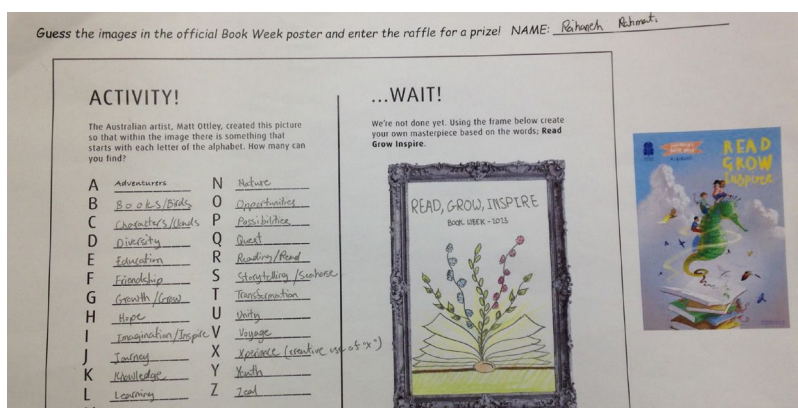 Guess the images in the official Book Week poster and enter the raffle for a prize! NAME: Raihaneh Rahmati
ACTIVITY!
The Australian artist, Matt Ottley, created this picture
so that within the image there is something that
starts with each letter of the alphabet. How many can
you find?
A Adventurers
B Books/Birds
C Characters/Clouds
D Diversity
E Education
F Friendship
G Growth/Grow
H Hope
I Imagination/Inspire
J Journey
K Knowledge
L Learning
N Nature
O Opportunities
P Possibilities
Q Quest
R Reading/Read
S Storytelling/Seahorse
T Transformation
U Unity
V Voyage
X Xperience (creative use of "x")
Y Youth
Z Zeal
...WAIT!
We're not done yet. Using the frame below create
your own masterpiece based on the words; Read
Grow Inspire.
READ, GROW, INSPIRE
BOOK WEEK - 2023
READ
GROW
Inspire